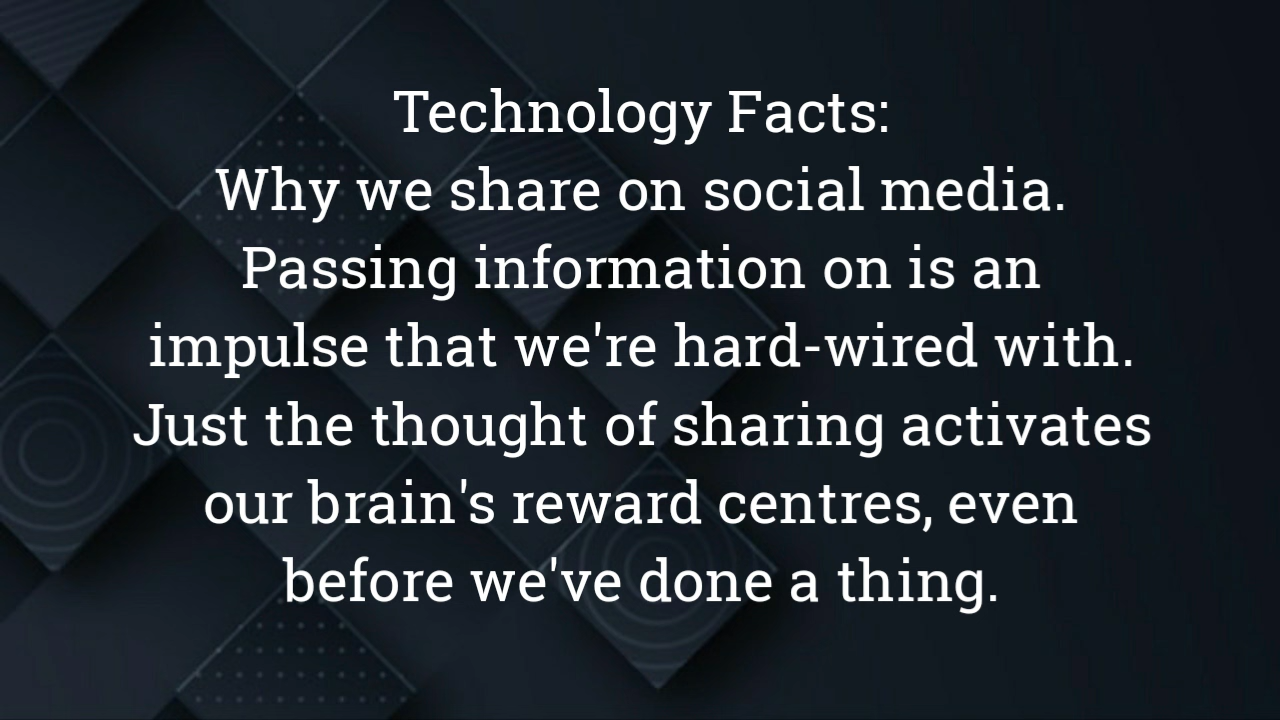 Technology Facts:
Why we share on social media.
Passing information on is an
impulse that we're hard-wired with.
Just the thought of sharing activates
our brain's reward centres, even
before we've done a thing.